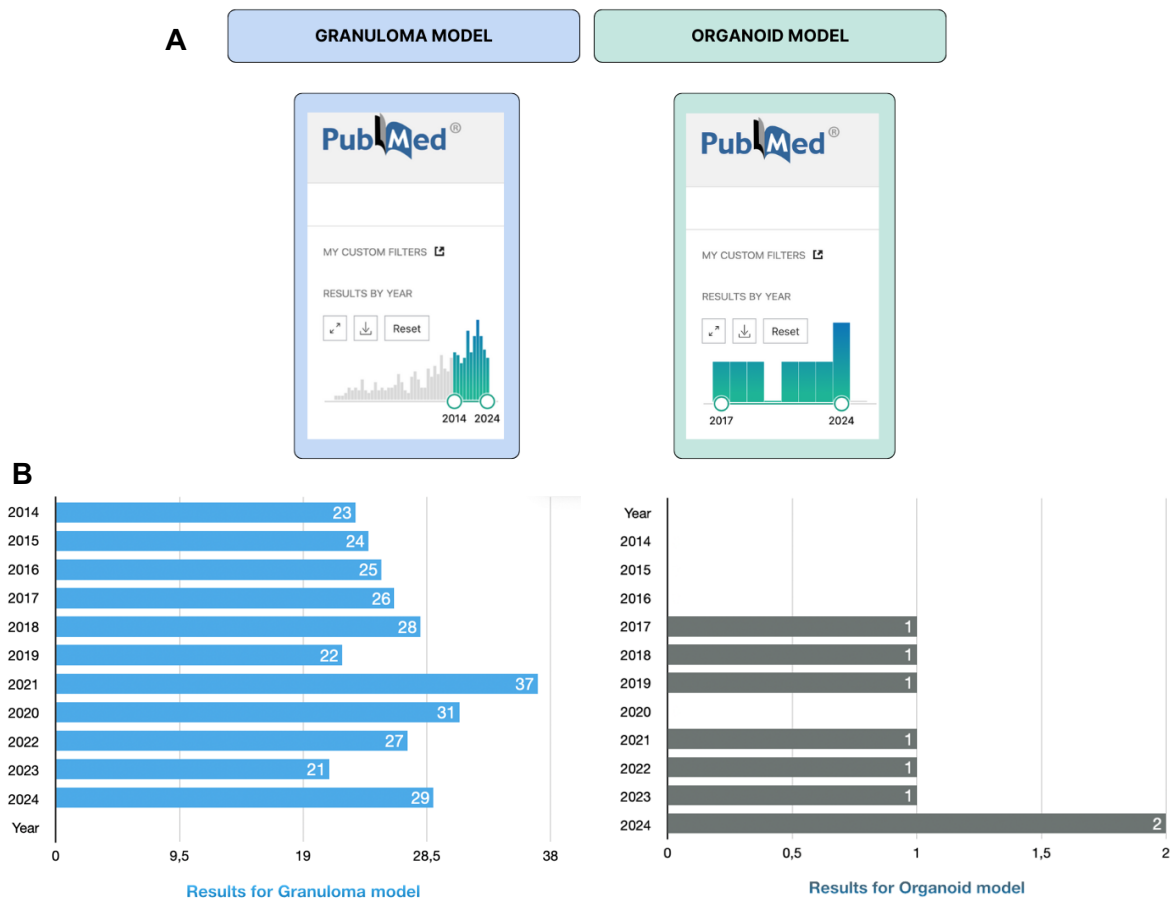 A
GRANULOMA MODEL
ORGANOID MODEL
PubMed®
MY CUSTOM FILTERS
RESULTS BY YEAR
Reset
2014 2024
PubMed®
MY CUSTOM FILTERS
RESULTS BY YEAR
Reset
2017 2024
B
2014 23
2015 24
2016 25
2017 26
2018 28
2019 22
2021 37
2020 31
2022 27
2023 21
2024 29
Year
0 9,5 19 28,5 38
Results for Granuloma model
Year
2014
2015
2016
2017 1
2018 1
2019 1
2020
2021 1
2022 1
2023 1
2024 2
0 0,5 1 1,5 2
Results for Organoid model